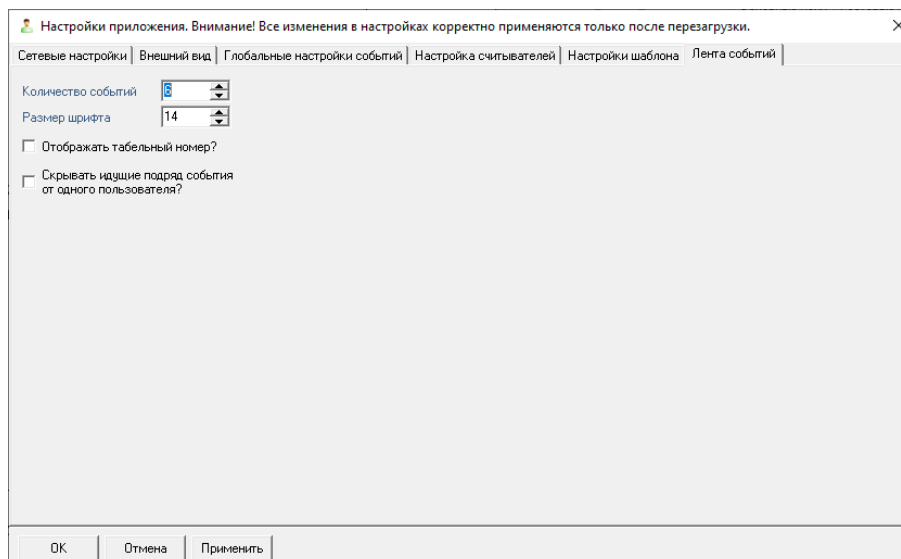 Настройки приложения. Внимание! Все изменения в настройках корректно применяются только после перезагрузки.
Сетевые настройки Внешний вид Глобальные настройки событий Настройка считывателей Настройки шаблона Лента событий
Количество событий 6
Размер шрифта 14
Отображать табельный номер?
Скрывать идущие подряд события
от одного пользователя?
OK Отмена Применить